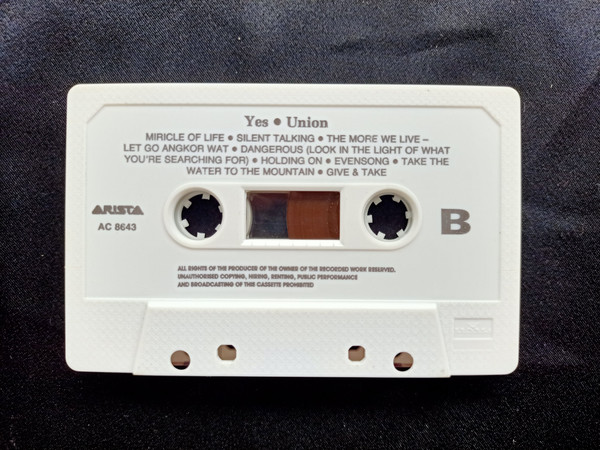 Yes • Union
MIRICLE OF LIFE • SILENT TALKING • THE MORE WE LIVE –
LET GO ANGKOR WAT • DANGEROUS (LOOK IN THE LIGHT OF WHAT
YOU'RE SEARCHING FOR) • HOLDING ON • EVENSONG • TAKE THE
WATER TO THE MOUNTAIN • GIVE & TAKE
ARISTA
AC 8643
B
ALL RIGHTS OF THE PRODUCER OF THE OWNER OF THE RECORDED WORK RESERVED.
UNAUTHORISED COPYING, HIRING, RENTING, PUBLIC PERFORMANCE
AND BROADCASTING OF THIS CASSETTE PROHIBITED